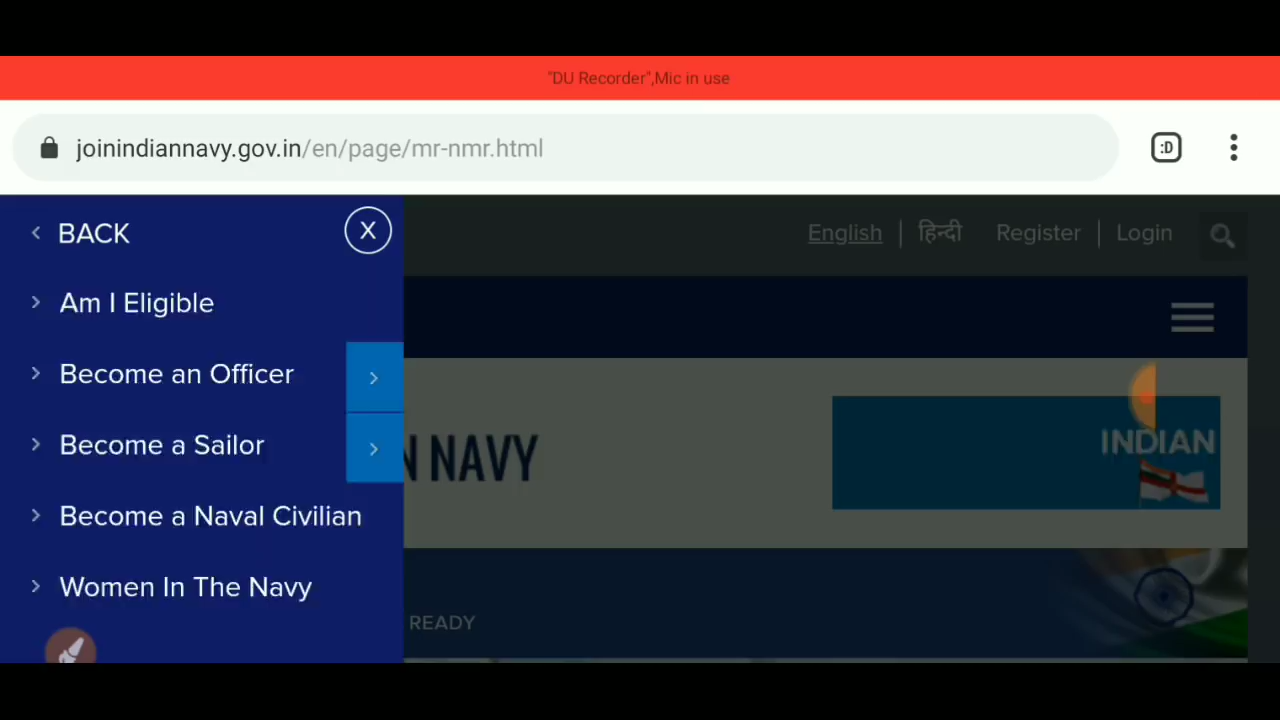 "DU Recorder",Mic in use
joinindiannavy.gov.in/en/page/mr-nmr.html
:D
BACK
X
English | हिन्दी Register | Login
Am I Eligible
Become an Officer
Become a Sailor
N NAVY
INDIAN
Become a Naval Civilian
Women In The Navy
READY